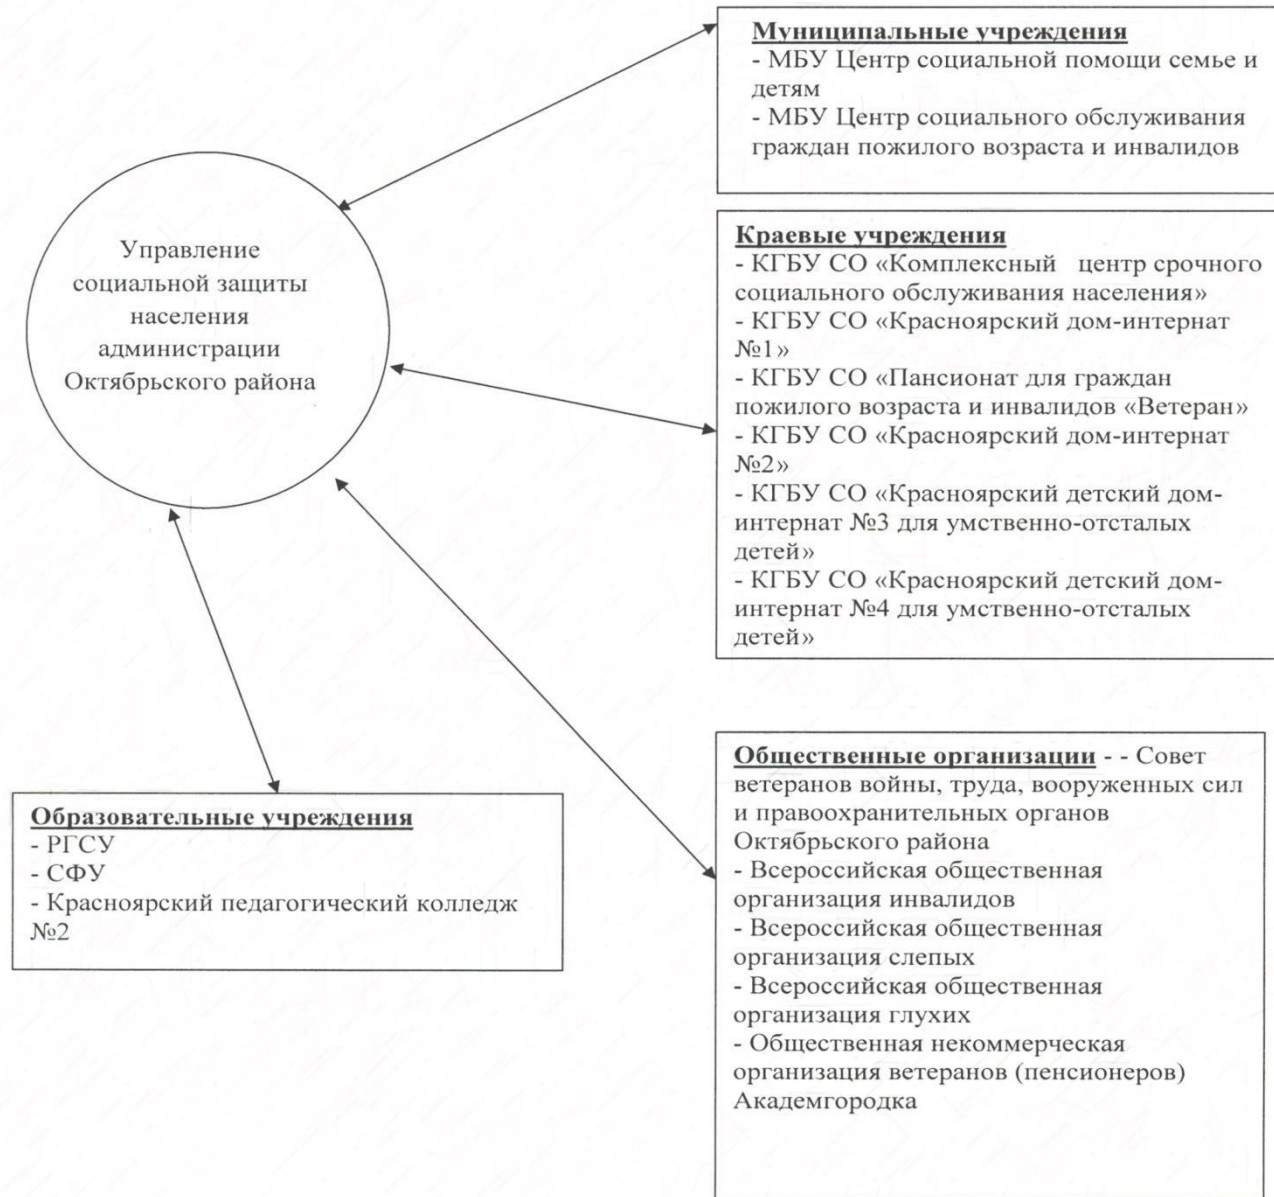 Муниципальные учреждения
- МБУ Центр социальной помощи семье и
детям
- МБУ Центр социального обслуживания
граждан пожилого возраста и инвалидов
Управление
социальной защиты
населения
администрации
Октябрьского района
Краевые учреждения
- КГБУ СО «Комплексный центр срочного
социального обслуживания населения»
- КГБУ СО «Красноярский дом-интернат
№1»
- КГБУ СО «Пансионат для граждан
пожилого возраста и инвалидов «Ветеран»
- КГБУ СО «Красноярский дом-интернат
№2»
- КГБУ СО «Красноярский детский дом-
интернат №3 для умственно-отсталых
детей»
- КГБУ СО «Красноярский детский дом-
интернат №4 для умственно-отсталых
детей»
Образовательные учреждения
- РГСУ
- СФУ
- Красноярский педагогический колледж
№2
Общественные организации - - Совет
ветеранов войны, труда, вооруженных сил
и правоохранительных органов
Октябрьского района
- Всероссийская общественная
организация инвалидов
- Всероссийская общественная
организация слепых
- Всероссийская общественная
организация глухих
- Общественная некоммерческая
организация ветеранов (пенсионеров)
Академгородка